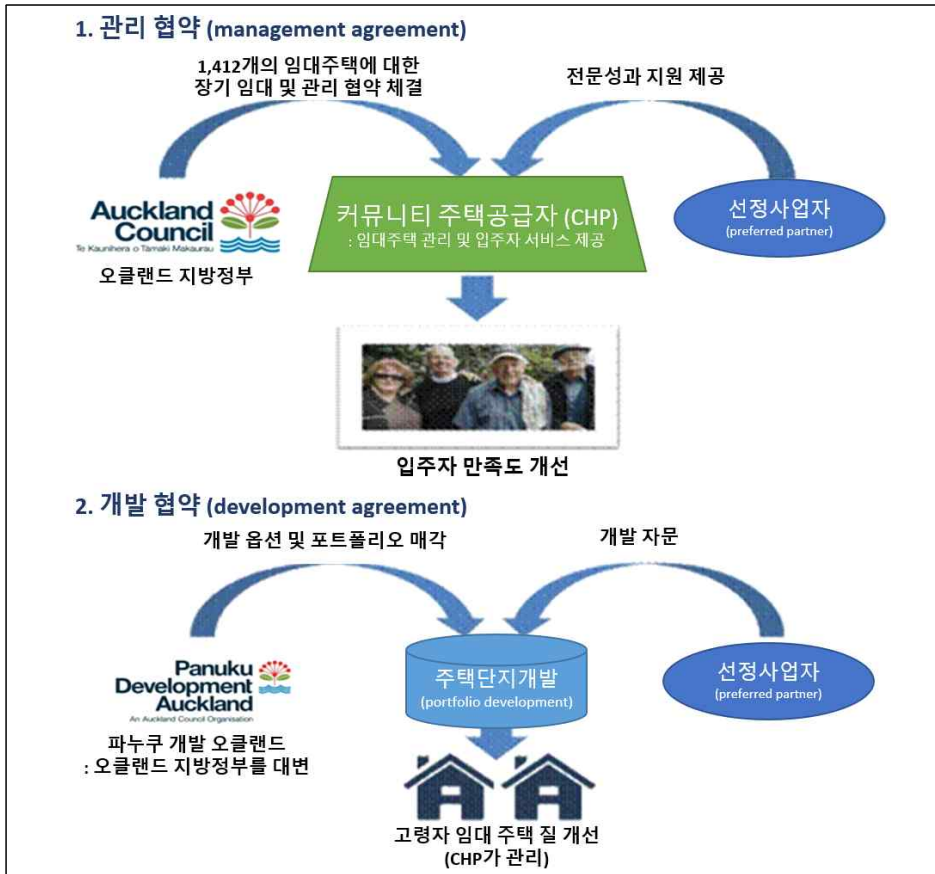 1. 관리 협약 (management agreement)
1,412개의 임대주택에 대한
장기 임대 및 관리 협약 체결
전문성과 지원 제공
Auckland
Council
Te Kaunihera o Tāmaki Makaurau
오클랜드 지방정부
커뮤니티 주택공급자 (CHP)
: 임대주택 관리 및 입주자 서비스 제공
선정사업자
(preferred partner)
입주자 만족도 개선
2. 개발 협약 (development agreement)
개발 옵션 및 포트폴리오 매각
개발 자문
Panuku
Development
Auckland
An Auckland Council Organisation
파누쿠 개발 오클랜드
: 오클랜드 지방정부를 대변
주택단지개발
(portfolio development)
선정사업자
(preferred partner)
고령자 임대 주택 질 개선
(CHP가 관리)